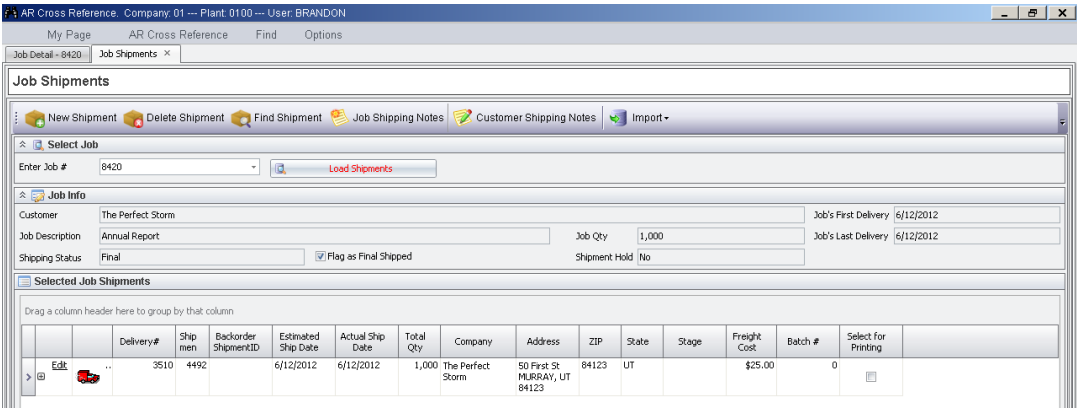 AR Cross Reference. Company: 01 --- Plant: 0100 --- User: BRANDON
My Page AR Cross Reference Find Options
Job Detail - 8420 Job Shipments
Job Shipments
New Shipment Delete Shipment Find Shipment Job Shipping Notes Customer Shipping Notes Import
Select Job
Enter Job # 8420 Load Shipments
Job Info
Customer The Perfect Storm Job's First Delivery 6/12/2012
Job Description Annual Report Job Qty 1,000 Job's Last Delivery 6/12/2012
Shipping Status Final Flag as Final Shipped Shipment Hold No
Selected Job Shipments
Drag a column header here to group by that column
Delivery# Ship Backorder Estimated Actual Ship Total Company Address ZIP State Stage Freight Batch # Select for
men ShipmentID Ship Date Date Qty Cost Printing
Edit .. 3510 4492 6/12/2012 6/12/2012 1,000 The Perfect 50 First St 84123 UT $25.00 0
Storm MURRAY, UT
84123